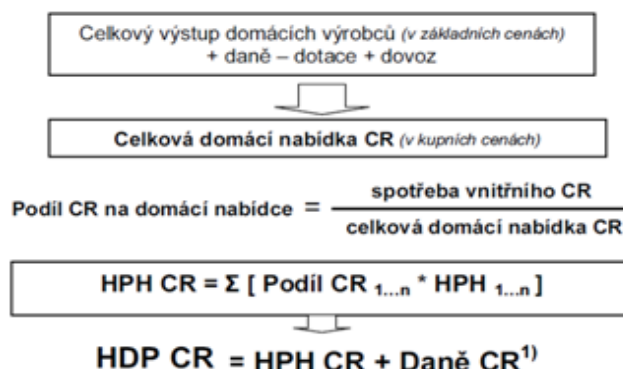 Celkový výstup domácích výrobců (v základních cenách)
+ daně – dotace + dovoz
Celková domácí nabídka CR (v kupních cenách)
Podíl CR na domácí nabídce = spotřeba vnitřního CR
celková domácí nabídka CR
HPH CR = Σ [ Podíl CR 1...n * HPH 1...n ]
HDP CR = HPH CR + Daně CR1)